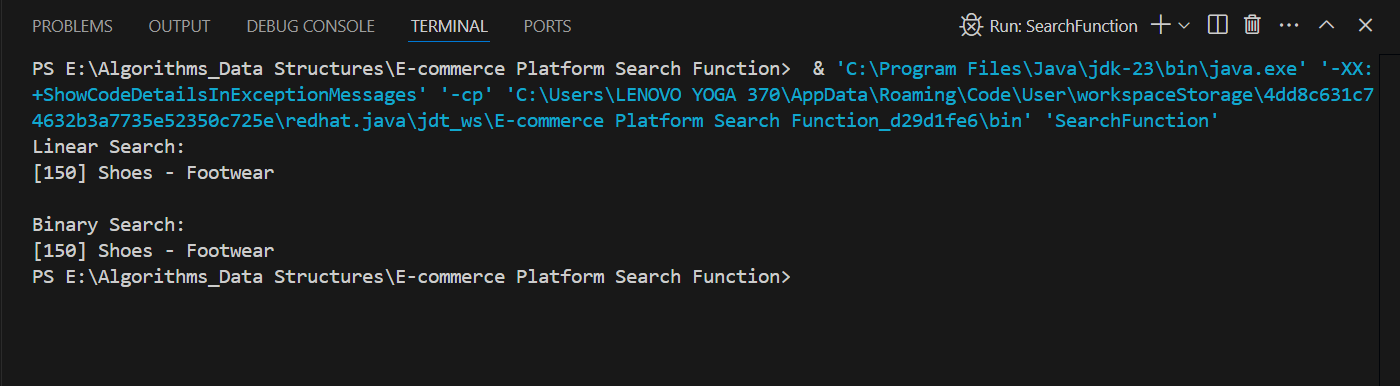 PROBLEMS OUTPUT DEBUG CONSOLE TERMINAL PORTS Run: SearchFunction
PS E:\Algorithms_Data Structures\E-commerce Platform Search Function>  & 'C:\Program Files\Java\jdk-23\bin\java.exe' '-XX:
+ShowCodeDetailsInExceptionMessages' '-cp' 'C:\Users\LENOVO YOGA 370\AppData\Roaming\Code\User\workspaceStorage\4dd8c631c7
4632b3a7735e52350c725e\redhat.java\jdt_ws\E-commerce Platform Search Function_d29d1fe6\bin' 'SearchFunction'
Linear Search:
[150] Shoes - Footwear
Binary Search:
[150] Shoes - Footwear
PS E:\Algorithms_Data Structures\E-commerce Platform Search Function>